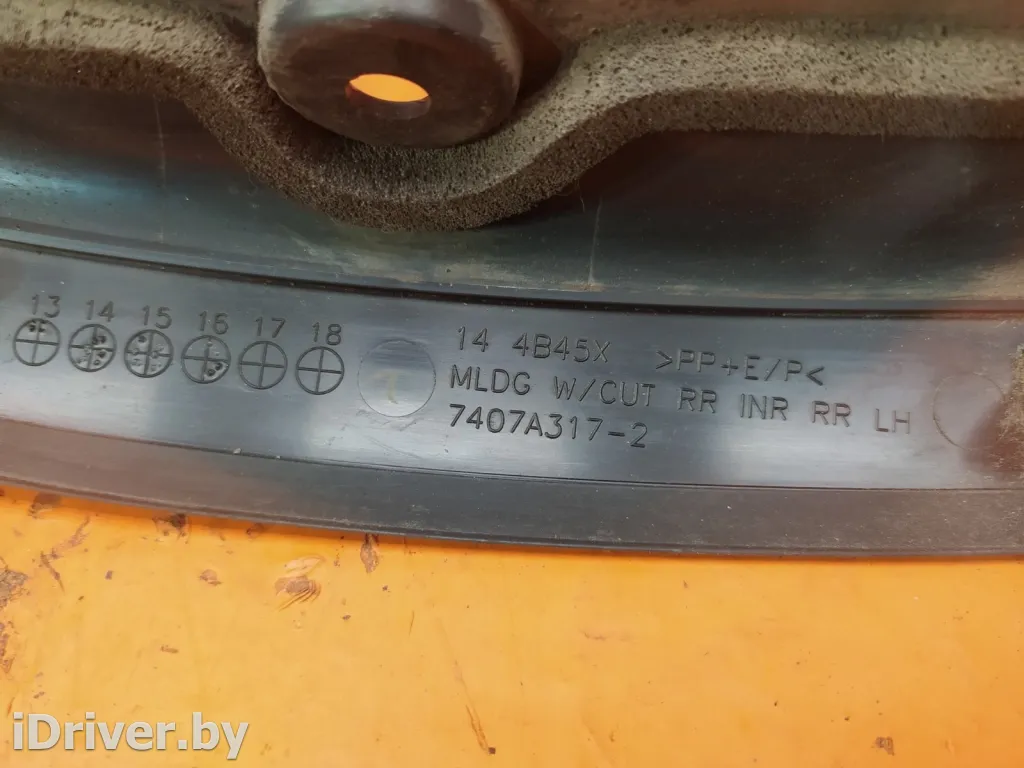 13 14 15 16 17 18
14 4B45X >PP+E/P<
MLDG W/CUT RR INR RR LH
7407A317-2
iDriver.by